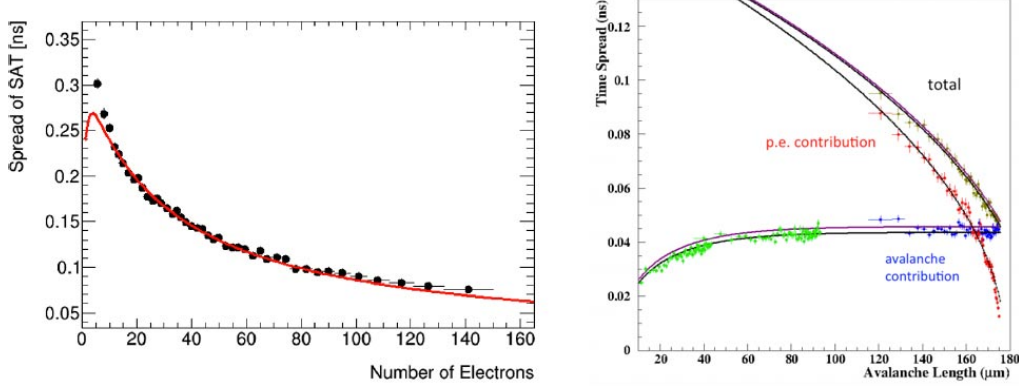 Spread of SAT [ns]
0.35
0.3
0.25
0.2
0.15
0.1
0.05
0 20 40 60 80 100 120 140 160
Number of Electrons
Time Spread (ns)
0.12
0.1
0.08
0.06
0.04
0.02
0
total
p.e. contribution
avalanche
contribution
20 40 60 80 100 120 140 160 180
Avalanche Length (μm)